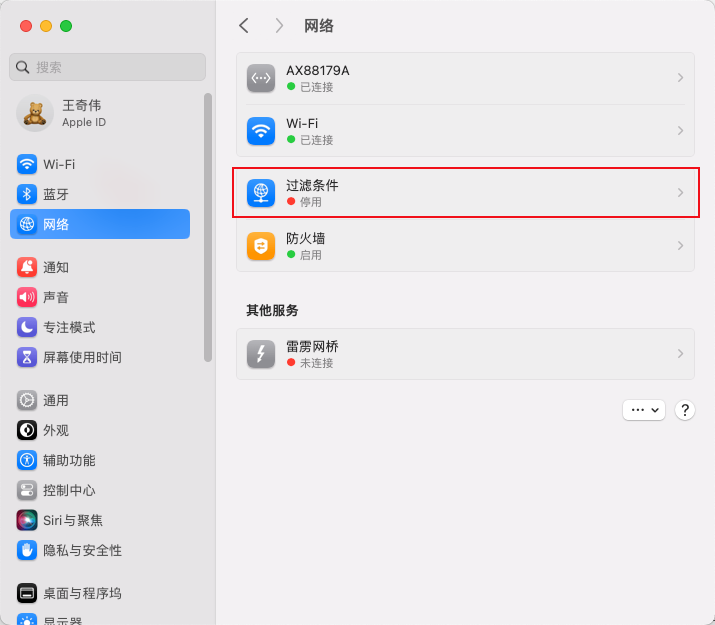 网络
搜索
王奇伟
Apple ID
Wi-Fi
蓝牙
网络
通知
声音
专注模式
屏幕使用时间
通用
外观
辅助功能
控制中心
Siri与聚焦
隐私与安全性
桌面与程序坞
显示器
AX88179A
已连接
Wi-Fi
已连接
过滤条件
停用
防火墙
启用
其他服务
雷雳网桥
未连接
?